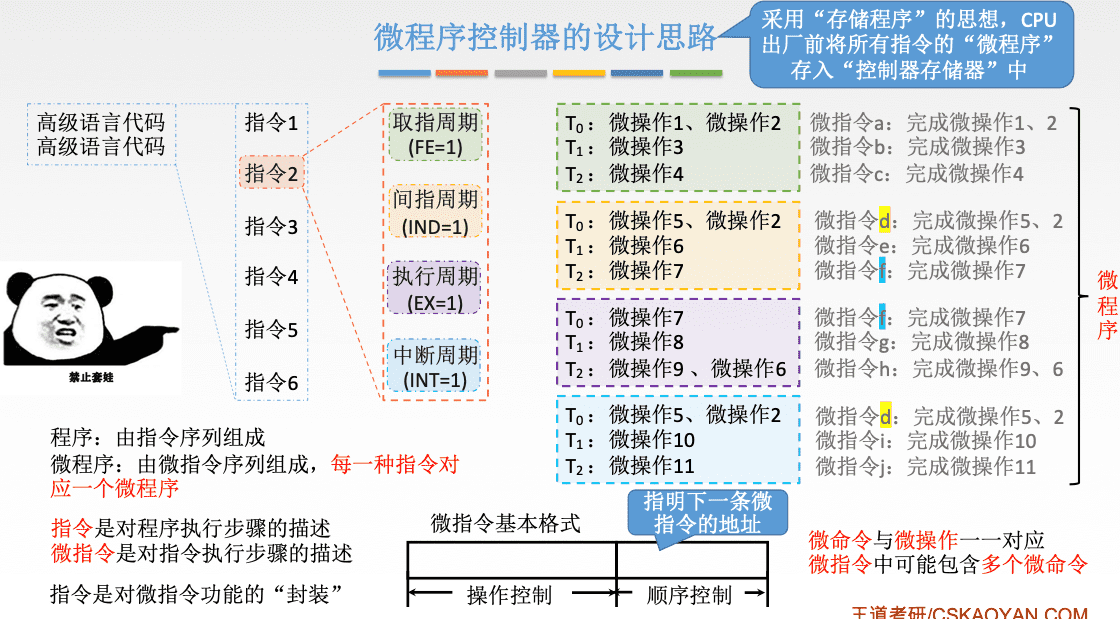 微程序控制器的设计思路
采用“存储程序”的思想，CPU
出厂前将所有指令的“微程序”
存入“控制器存储器”中
高级语言代码
高级语言代码
指令1
指令2
指令3
指令4
指令5
指令6
取指周期
(FE=1)
间指周期
(IND=1)
执行周期
(EX=1)
中断周期
(INT=1)
T₀：微操作1、微操作2
T₁：微操作3
T₂：微操作4
T₀：微操作5、微操作2
T₁：微操作6
T₂：微操作7
T₀：微操作7
T₁：微操作8
T₂：微操作9 、微操作6
T₀：微操作5、微操作2
T₁：微操作10
T₂：微操作11
微指令a：完成微操作1、2
微指令b：完成微操作3
微指令c：完成微操作4
微指令d：完成微操作5、2
微指令e：完成微操作6
微指令f：完成微操作7
微指令f：完成微操作7
微指令g：完成微操作8
微指令h：完成微操作9、6
微指令d：完成微操作5、2
微指令i：完成微操作10
微指令j：完成微操作11
微
程
序
禁止套娃
程序：由指令序列组成
微程序：由微指令序列组成，每一种指令对
应一个微程序
指令是对程序执行步骤的描述
微指令是对指令执行步骤的描述
指令是对微指令功能的“封装”
微指令基本格式
指明下一条微
指令的地址
操作控制
顺序控制
微命令与微操作一一对应
微指令中可能包含多个微命令
王道考研/CSKAOYAN.COM